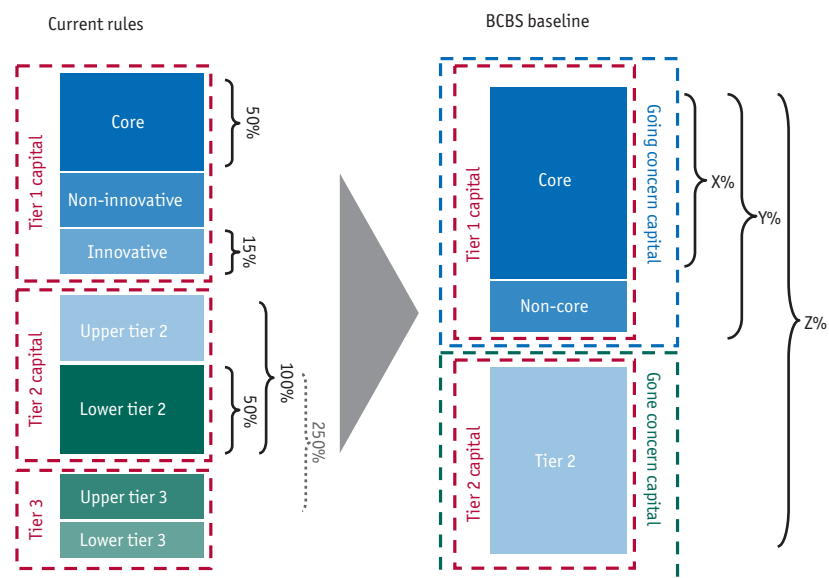 Current rules
BCBS baseline
Tier 1 capital
Core
50%
Non-innovative
Innovative
15%
Tier 2 capital
Upper tier 2
Lower tier 2
50%
100%
250%
Tier 3
Upper tier 3
Lower tier 3
Tier 1 capital
Core
Non-core
Going concern capital
X%
Y%
Z%
Tier 2 capital
Tier 2
Gone concern capital